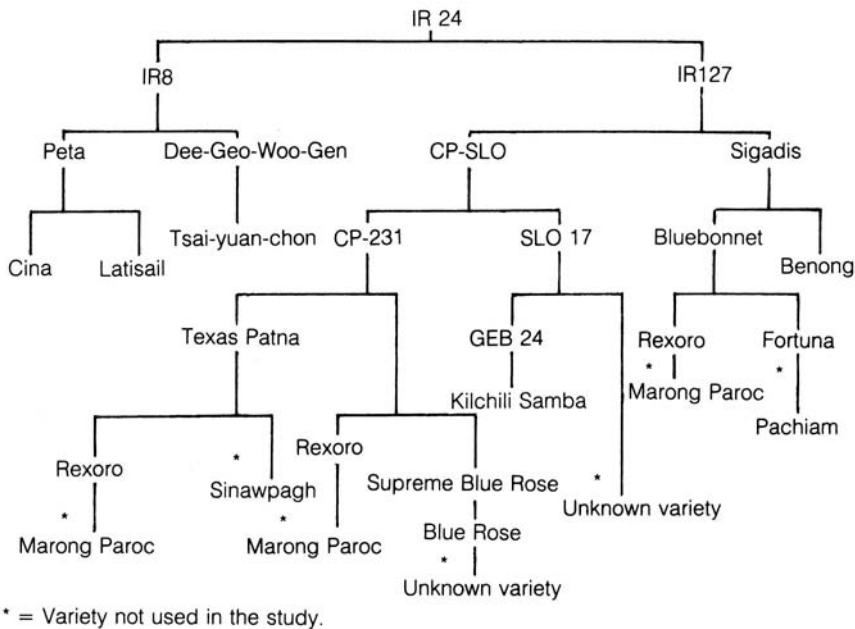 IR 24
IR8 IR127
Peta Dee-Geo-Woo-Gen CP-SLO Sigadis
Cina Latisail Tsai-yuan-chon CP-231 SLO 17 Bluebonnet Benong
Texas Patna GEB 24 Rexoro Fortuna
* *
Kilchili Samba Marong Paroc
Pachiam
Rexoro * Sinawpagh Rexoro Supreme Blue Rose * Unknown variety
* Marong Paroc * Marong Paroc Blue Rose
* Unknown variety
* = Variety not used in the study.